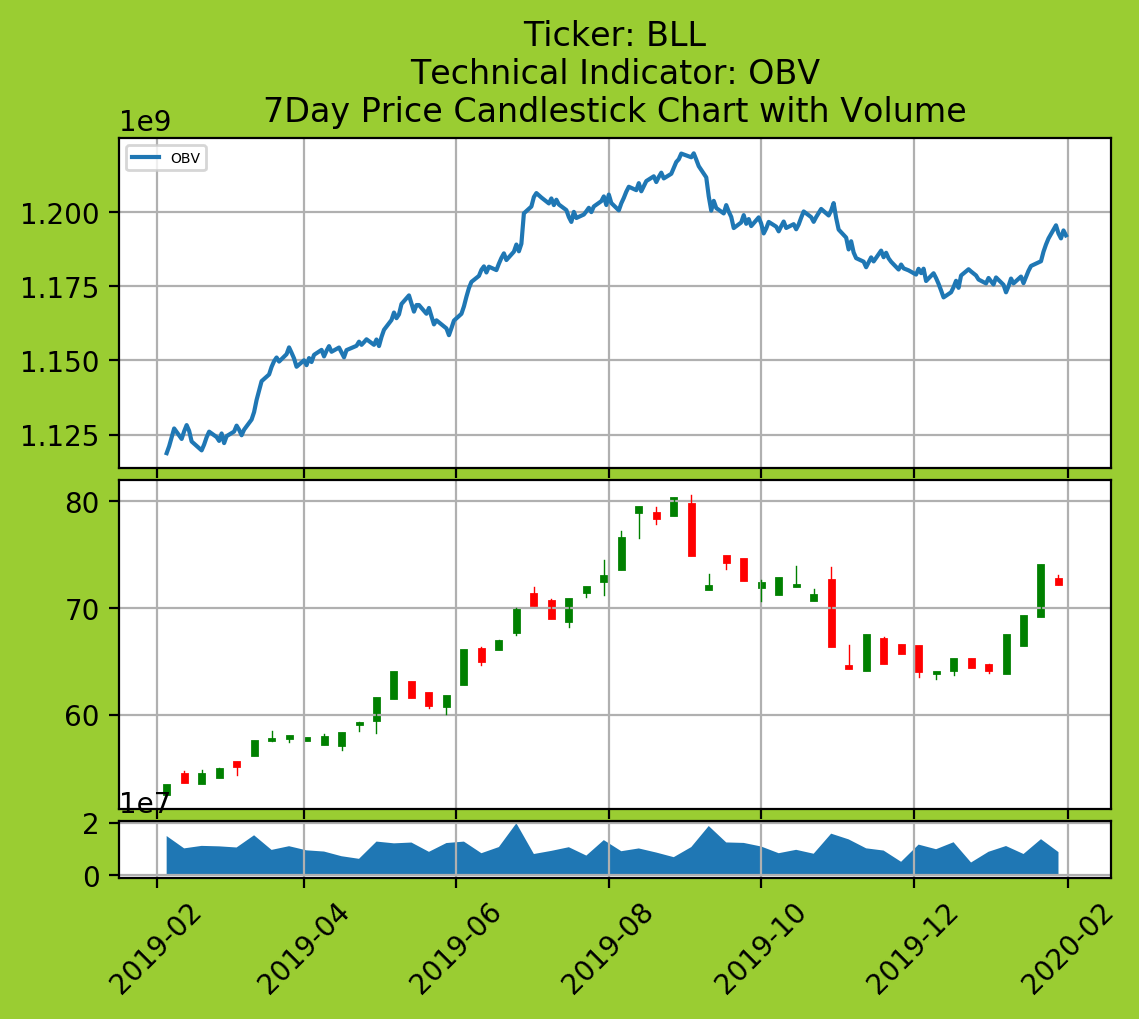 Ticker: BLL
Technical Indicator: OBV
7Day Price Candlestick Chart with Volume
1e9
OBV
1.200
1.175
1.150
1.125
80
70
60
1e7
2
0
2019-02
2019-04
2019-06
2019-08
2019-10
2019-12
2020-02